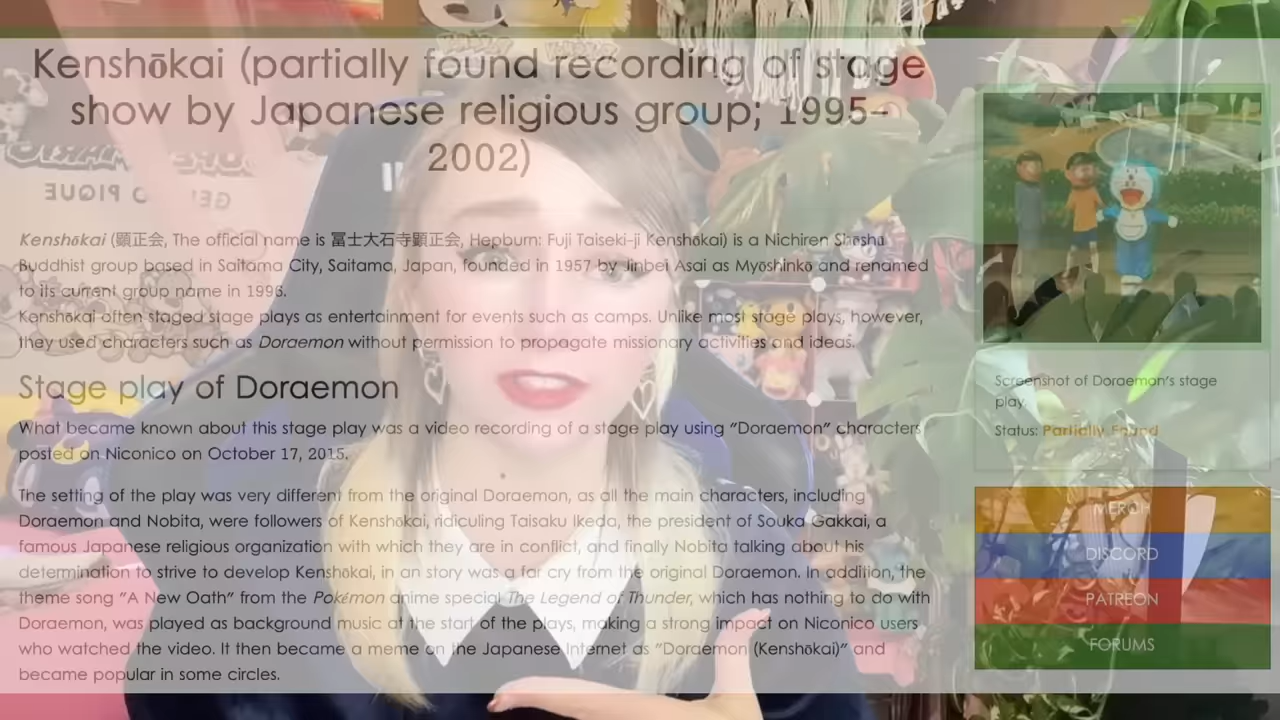 Kenshōkai (partially found recording of stage
show by Japanese religious group; 1995-
2002)
Kenshōkai (顕正会, The official name is 冨士大石寺顕正会, Hepburn: Fuji Taiseki-ji Kenshōkai) is a Nichiren Shōshū
Buddhist group based in Saitama City, Saitama, Japan, founded in 1957 by Jinbei Asai as Myōshinkō and renamed
to its current group name in 1996.
Kenshōkai often staged stage plays as entertainment for events such as camps. Unlike most stage plays, however,
they used characters such as Doraemon without permission to propagate missionary activities and ideas.
Stage play of Doraemon
What became known about this stage play was a video recording of a stage play using "Doraemon" characters
posted on Niconico on October 17, 2015.
The setting of the play was very different from the original Doraemon, as all the main characters, including
Doraemon and Nobita, were followers of Kenshōkai, ridiculing Taisaku Ikeda, the president of Souka Gakkai, a
famous Japanese religious organization with which they are in conflict, and finally Nobita talking about his
determination to strive to develop Kenshōkai, in an story was a far cry from the original Doraemon. In addition, the
theme song "A New Oath" from the Pokémon anime special The Legend of Thunder, which has nothing to do with
Doraemon, was played as background music at the start of the plays, making a strong impact on Niconico users
who watched the video. It then became a meme on the Japanese Internet as "Doraemon (Kenshōkai)" and
became popular in some circles.
Screenshot of Doraemon's stage
play.
Status: Partially Found
MERCH
DISCORD
PATREON
FORUMS
GEL
PIQUE